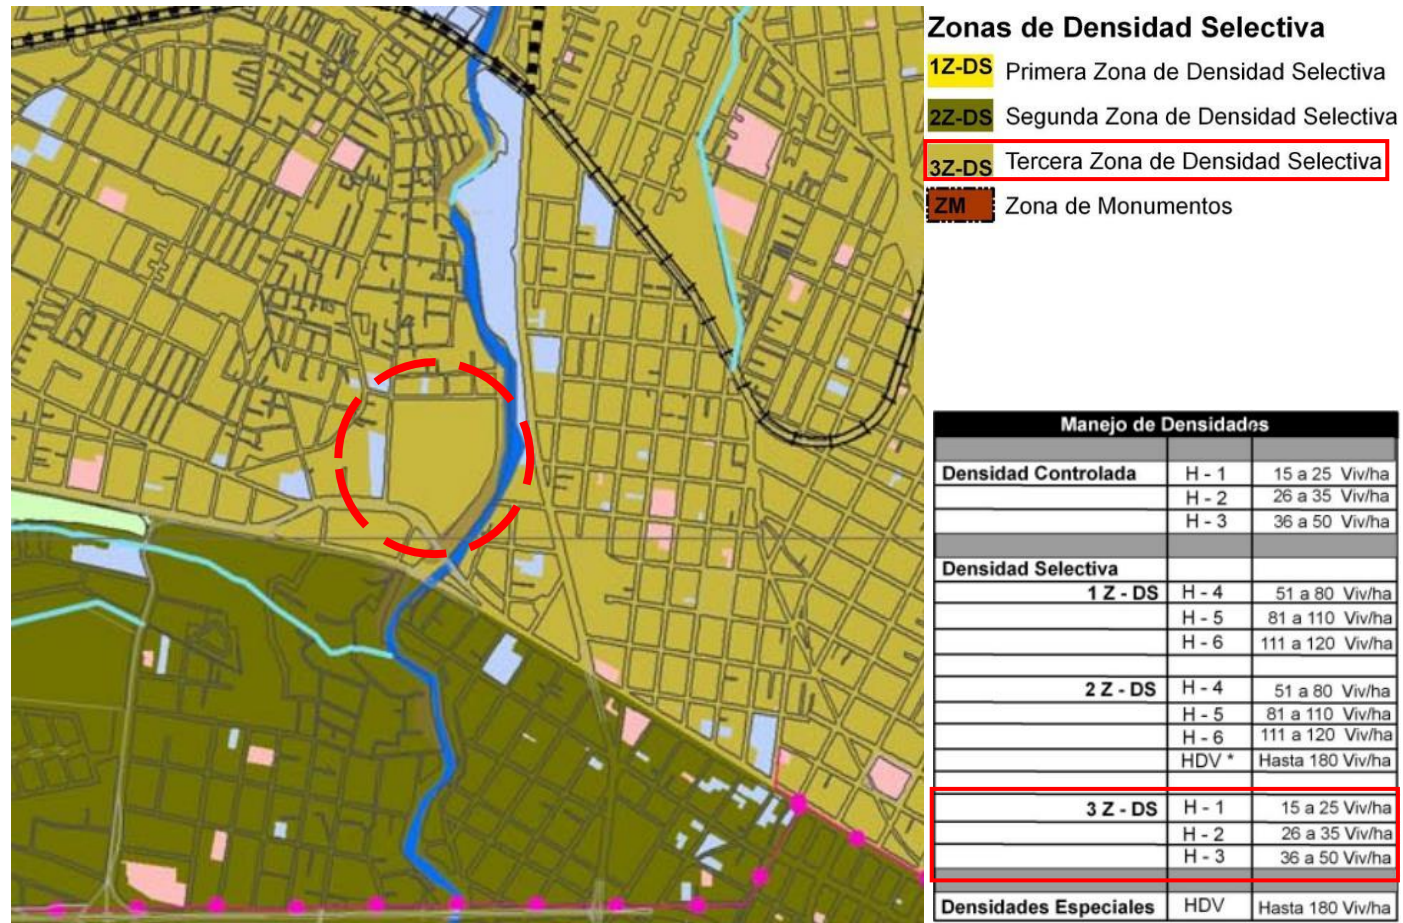 Zonas de Densidad Selectiva
1Z-DS Primera Zona de Densidad Selectiva
2Z-DS Segunda Zona de Densidad Selectiva
3Z-DS Tercera Zona de Densidad Selectiva
ZM Zona de Monumentos
Manejo de Densidades
Densidad Controlada H - 1 15 a 25 Viv/ha
H - 2 26 a 35 Viv/ha
H - 3 36 a 50 Viv/ha
Densidad Selectiva
1 Z - DS H - 4 51 a 80 Viv/ha
H - 5 81 a 110 Viv/ha
H - 6 111 a 120 Viv/ha
2 Z - DS H - 4 51 a 80 Viv/ha
H - 5 81 a 110 Viv/ha
H - 6 111 a 120 Viv/ha
HDV * Hasta 180 Viv/ha
3 Z - DS H - 1 15 a 25 Viv/ha
H - 2 26 a 35 Viv/ha
H - 3 36 a 50 Viv/ha
Densidades Especiales HDV Hasta 180 Viv/ha